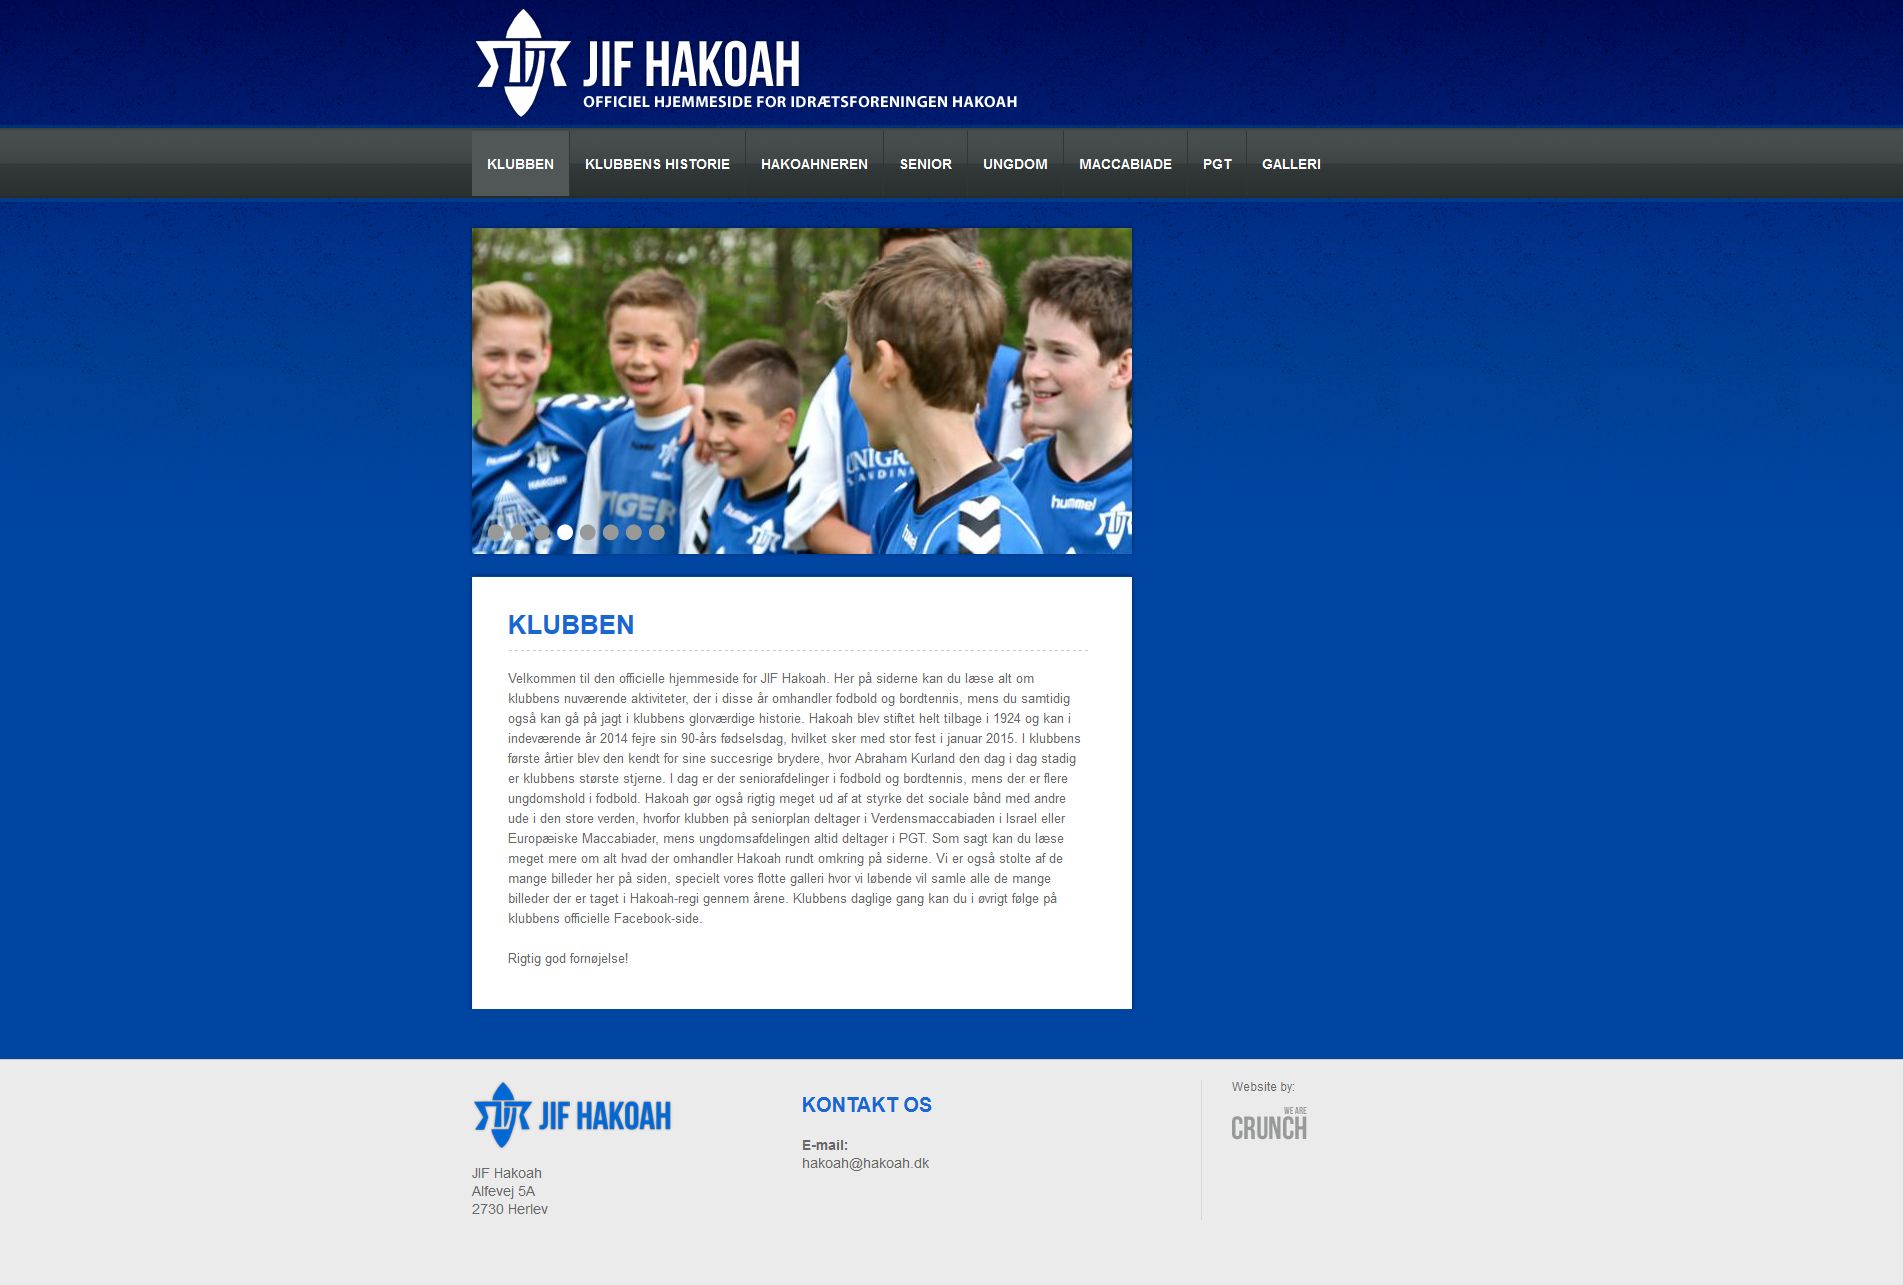 JIF HAKOAH
OFFICIEL HJEMMESIDE FOR IDRÆTSFORENINGEN HAKOAH
KLUBBEN
KLUBBENS HISTORIE
HAKOAHNEREN
SENIOR
UNGDOM
MACCABIADE
PGT
GALLERI
hummel
HAKOAH
TIGER
hummel
UNIGR
hummel
KLUBBEN
Velkommen til den officielle hjemmeside for JIF Hakoah. Her på siderne kan du læse alt om
klubbens nuværende aktiviteter, der i disse år omhandler fodbold og bordtennis, mens du samtidig
også kan gå på jagt i klubbens glorværdige historie. Hakoah blev stiftet helt tilbage i 1924 og kan i
indeværende år 2014 fejre sin 90-års fødselsdag, hvilket sker med stor fest i januar 2015. I klubbens
første årtier blev den kendt for sine succesrige brydere, hvor Abraham Kurland den dag i dag stadig
er klubbens største stjerne. I dag er der seniorafdelinger i fodbold og bordtennis, mens der er flere
ungdomshold i fodbold. Hakoah gør også rigtig meget ud af at styrke det sociale bånd med andre
ude i den store verden, hvorfor klubben på seniorplan deltager i Verdensmaccabiaden i Israel eller
Europæiske Maccabiader, mens ungdomsafdelingen altid deltager i PGT. Som sagt kan du læse
meget mere om alt hvad der omhandler Hakoah rundt omkring på siderne. Vi er også stolte af de
mange billeder her på siden, specielt vores flotte galleri hvor vi løbende vil samle alle de mange
billeder der er taget i Hakoah-regi gennem årene. Klubbens daglige gang kan du i øvrigt følge på
klubbens officielle Facebook-side.
Rigtig god fornøjelse!
JIF HAKOAH
JIF Hakoah
Alfevej 5A
2730 Herlev
KONTAKT OS
E-mail:
hakoah@hakoah.dk
Website by:
WE ARE
CRUNCH